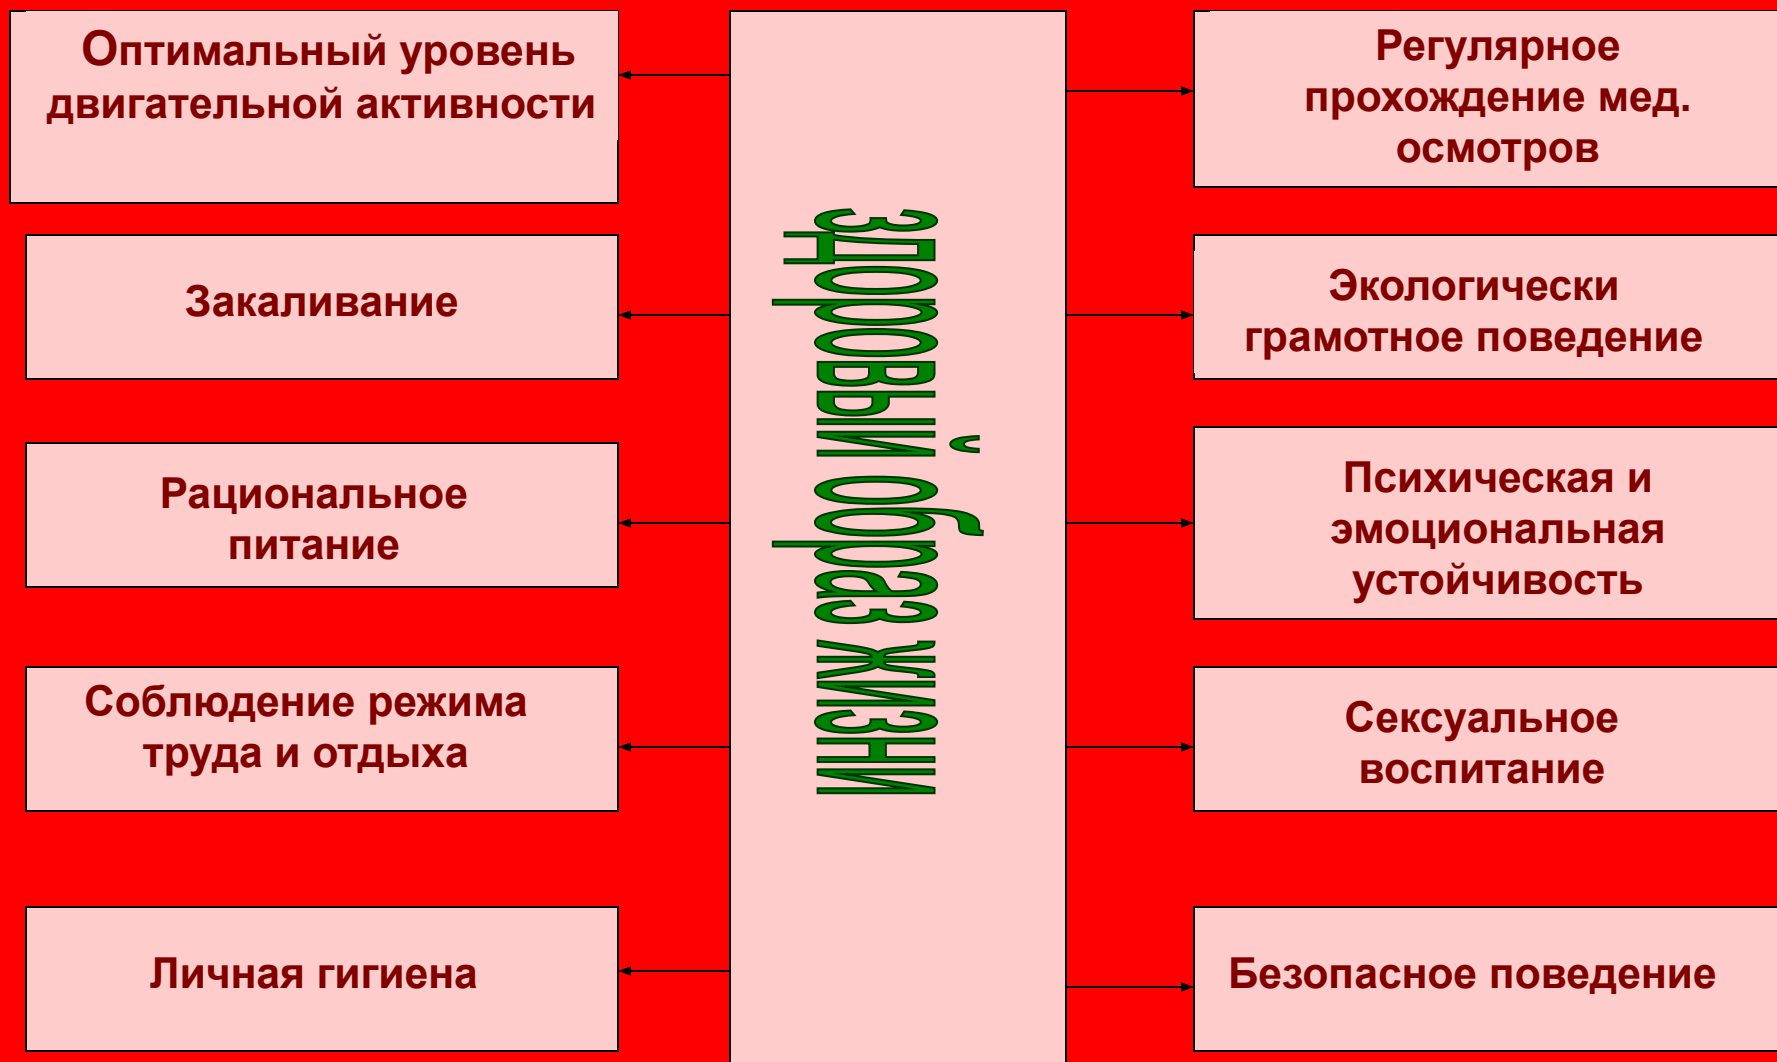 Оптимальный уровень
двигательной активности
Закаливание
Рациональное
питание
Соблюдение режима
труда и отдыха
Личная гигиена
здоровый образ жизни
Регулярное
прохождение мед.
осмотров
Экологически
грамотное поведение
Психическая и
эмоциональная
устойчивость
Сексуальное
воспитание
Безопасное поведение